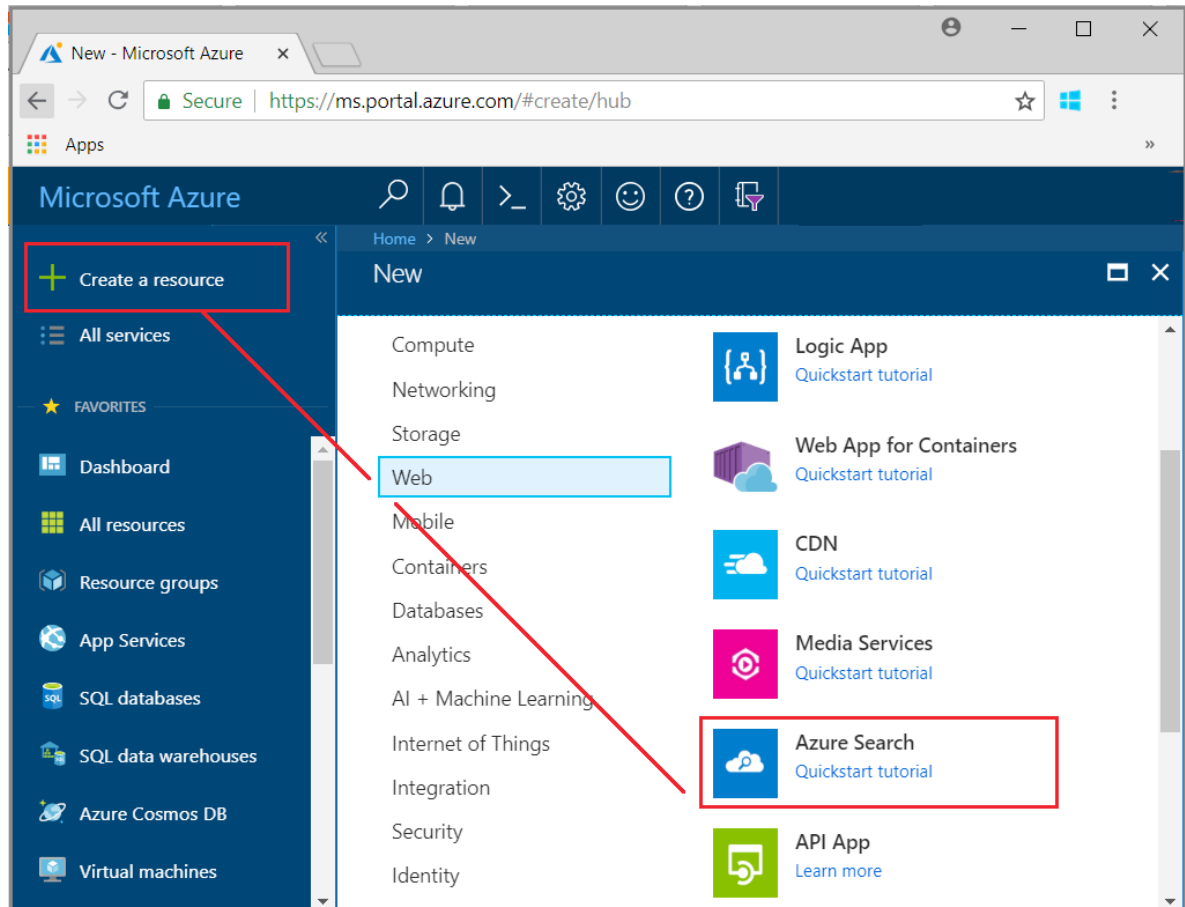 New - Microsoft Azure
Secure https://ms.portal.azure.com/#create/hub
Apps
»
Microsoft Azure
«
Create a resource
All services
FAVORITES
Dashboard
All resources
Resource groups
App Services
SQL databases
SQL data warehouses
Azure Cosmos DB
Virtual machines
Home > New
New
Compute
Networking
Storage
Web
Mobile
Containers
Databases
Analytics
AI + Machine Learning
Internet of Things
Integration
Security
Identity
Logic App
Quickstart tutorial
Web App for Containers
Quickstart tutorial
CDN
Quickstart tutorial
Media Services
Quickstart tutorial
Azure Search
Quickstart tutorial
API App
Learn more